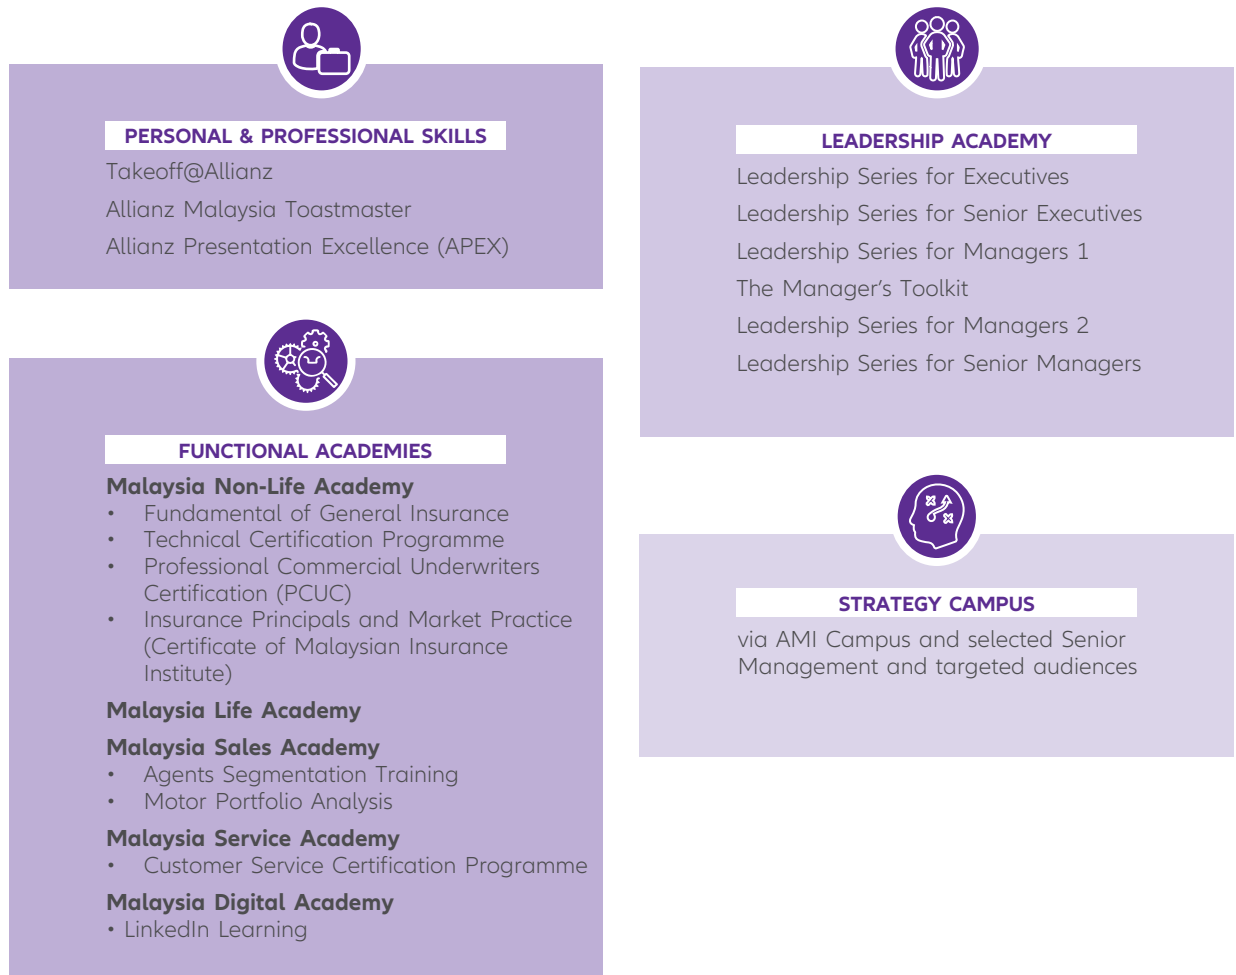 PERSONAL & PROFESSIONAL SKILLS
Takeoff@Allianz
Allianz Malaysia Toastmaster
Allianz Presentation Excellence (APEX)
FUNCTIONAL ACADEMIES
Malaysia Non-Life Academy
• Fundamental of General Insurance
• Technical Certification Programme
• Professional Commercial Underwriters
Certification (PCUC)
• Insurance Principals and Market Practice
(Certificate of Malaysian Insurance
Institute)
Malaysia Life Academy
Malaysia Sales Academy
• Agents Segmentation Training
• Motor Portfolio Analysis
Malaysia Service Academy
• Customer Service Certification Programme
Malaysia Digital Academy
• LinkedIn Learning
LEADERSHIP ACADEMY
Leadership Series for Executives
Leadership Series for Senior Executives
Leadership Series for Managers 1
The Manager’s Toolkit
Leadership Series for Managers 2
Leadership Series for Senior Managers
STRATEGY CAMPUS
via AMI Campus and selected Senior
Management and targeted audiences